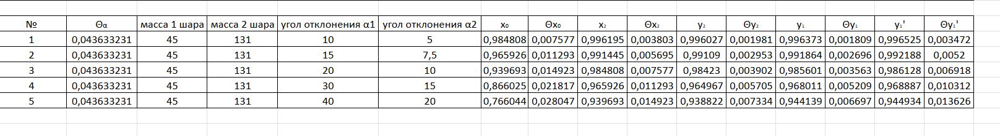 № Θα масса 1 шара масса 2 шара угол отклонения α1 угол отклонения α2 x₀ Θx₀ x₂ Θx₂ y₂ Θy₂ y₁ Θy₁ y₁' Θy₁'
1 0,043633231 45 131 10 5 0,984808 0,007577 0,996195 0,003803 0,996027 0,001981 0,996373 0,001809 0,996525 0,003472
2 0,043633231 45 131 15 7,5 0,965926 0,011293 0,991445 0,005695 0,99109 0,002953 0,991864 0,002696 0,992188 0,0052
3 0,043633231 45 131 20 10 0,939693 0,014923 0,984808 0,007577 0,98423 0,003902 0,985601 0,003563 0,986128 0,006918
4 0,043633231 45 131 30 15 0,866025 0,021817 0,965926 0,011293 0,964967 0,005705 0,968011 0,005209 0,968887 0,010312
5 0,043633231 45 131 40 20 0,766044 0,028047 0,939693 0,014923 0,938822 0,007334 0,944139 0,006697 0,944934 0,013626